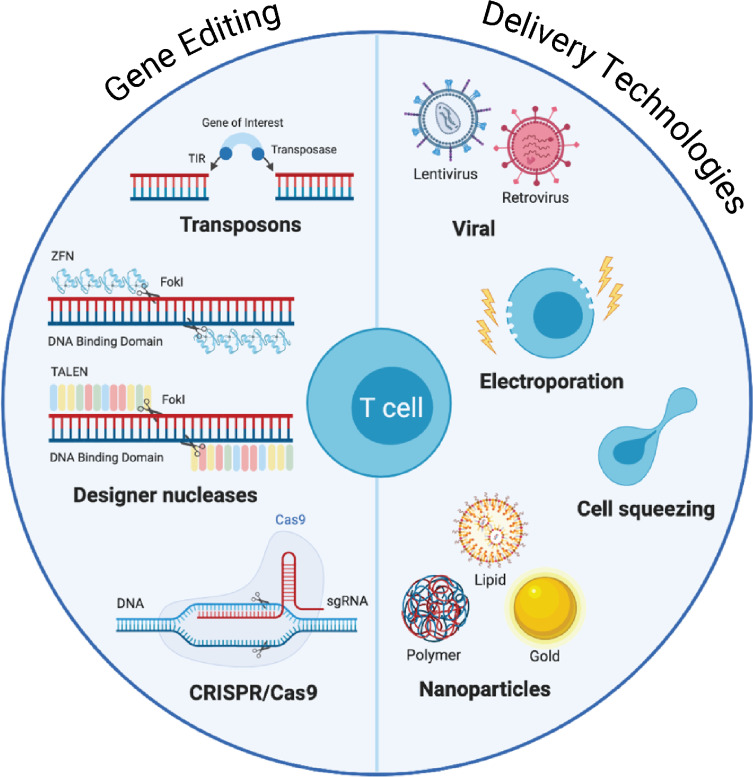 Gene Editing
Delivery Technologies
Gene of Interest
TIR
Transposase
Transposons
ZFN
FokI
DNA Binding Domain
TALEN
FokI
DNA Binding Domain
Designer nucleases
Cas9
DNA
sgRNA
CRISPR/Cas9
T cell
Lentivirus
Retrovirus
Viral
Electroporation
Cell squeezing
Lipid
Polymer
Gold
Nanoparticles